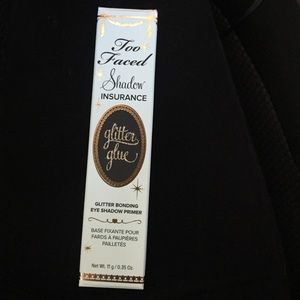 Too
Faced
Shadow
INSURANCE
glitter
glue
GLITTER BONDING
EYE SHADOW PRIMER
BASE FIXANTE POUR
FARDS À PAUPIÈRES
PAILLETÉS
Net Wt. 11 g / 0.35 Oz.